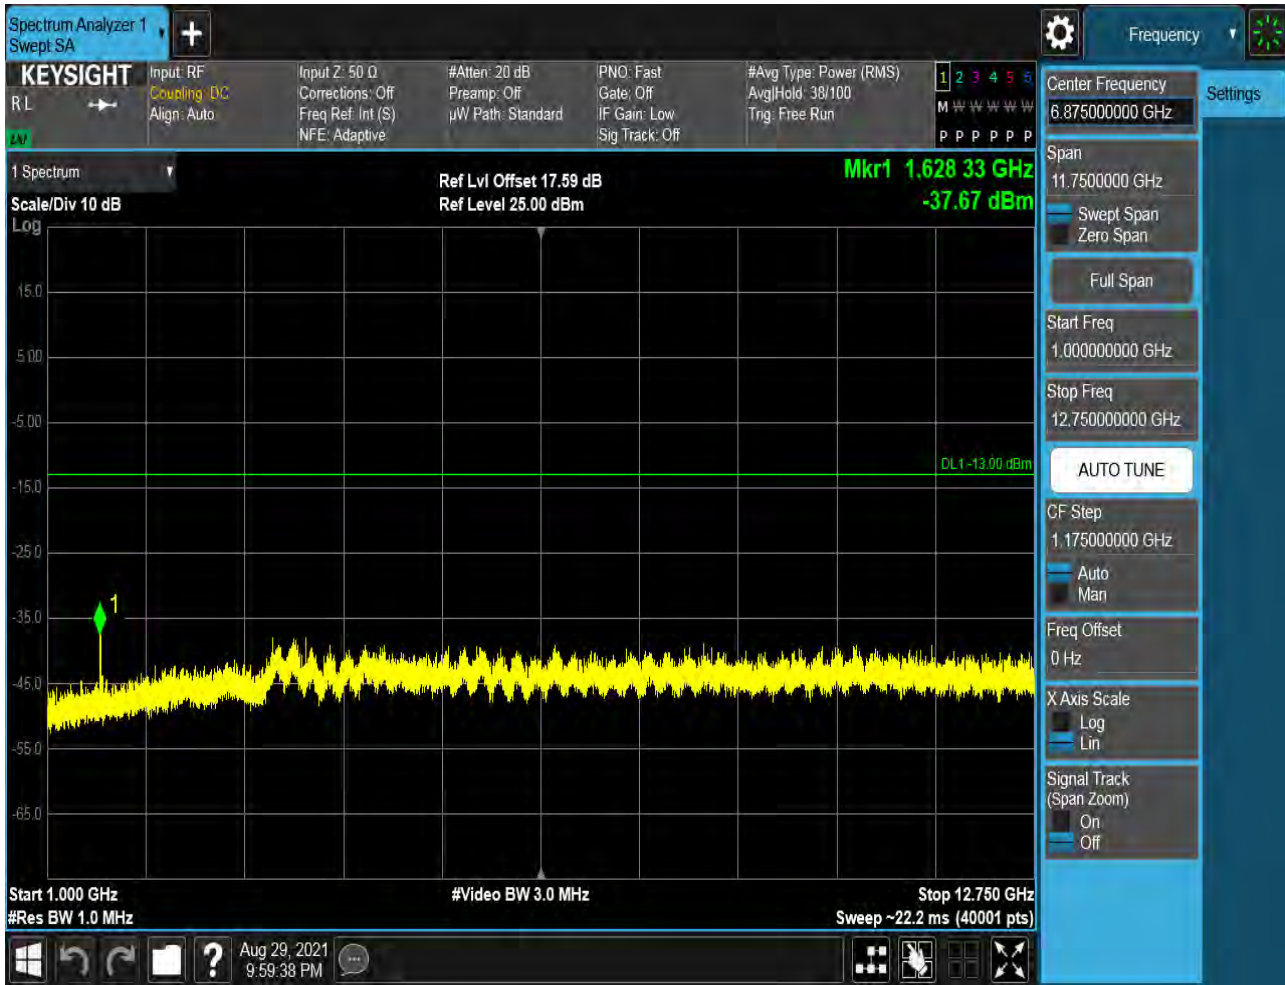 Spectrum Analyzer 1
Swept SA
Frequency
KEYSIGHT
R L
Input: RF
Coupling: DC
Align: Auto
Input Z: 50 Ω
Corrections: Off
Freq Ref: Int (S)
NFE: Adaptive
#Atten: 20 dB
Preamp: Off
µW Path: Standard
PNO: Fast
Gate: Off
IF Gain: Low
Sig Track: Off
#Avg Type: Power (RMS)
Avg|Hold: 38/100
Trig: Free Run
1 2 3 4 5 6
M W W W W W
P P P P P P
Center Frequency
6.875000000 GHz
Settings
Span
11.7500000 GHz
Swept Span
Zero Span
Full Span
Start Freq
1.000000000 GHz
Stop Freq
12.750000000 GHz
AUTO TUNE
CF Step
1.175000000 GHz
Auto
Man
Freq Offset
0 Hz
X Axis Scale
Log
Lin
Signal Track
(Span Zoom)
On
Off
1 Spectrum
Scale/Div 10 dB
Log
Ref Lvl Offset 17.59 dB
Ref Level 25.00 dBm
Mkr1 1.628 33 GHz
-37.67 dBm
15.0
5.00
-5.00
DL1 -13.00 dBm
-15.0
-25.0
1
-35.0
-45.0
-55.0
-65.0
Start 1.000 GHz
#Video BW 3.0 MHz
Stop 12.750 GHz
#Res BW 1.0 MHz
Sweep ~22.2 ms (40001 pts)
?
Aug 29, 2021
9:59:38 PM